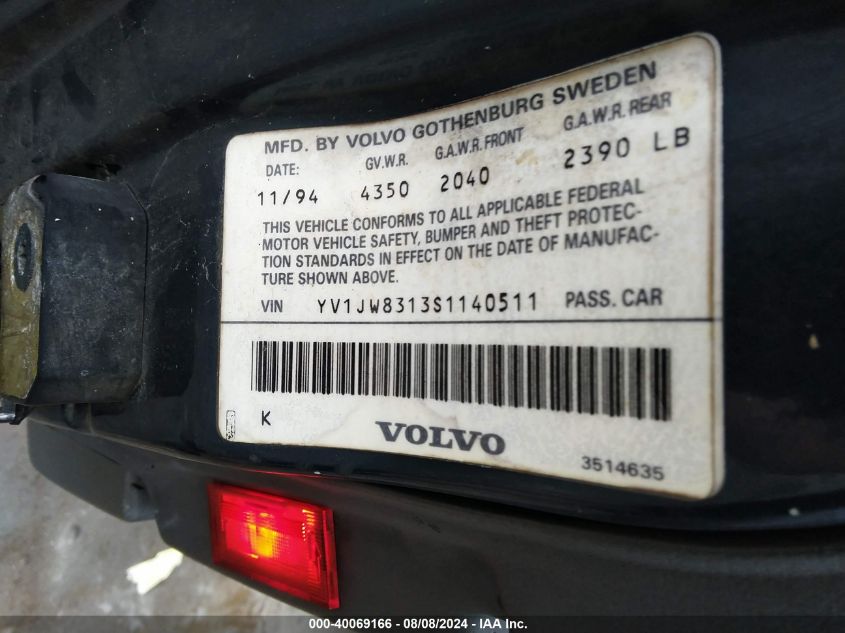 MFD. BY VOLVO GOTHENBURG SWEDEN
DATE: GV.W.R. G.A.W.R. FRONT G.A.W.R. REAR
11/94 4350 2040 2390 LB
THIS VEHICLE CONFORMS TO ALL APPLICABLE FEDERAL
MOTOR VEHICLE SAFETY, BUMPER AND THEFT PROTEC-
TION STANDARDS IN EFFECT ON THE DATE OF MANUFAC-
TURE SHOWN ABOVE.
VIN YV1JW8313S1140511 PASS. CAR
K
VOLVO
3514635
000-40069166 - 08/08/2024 - IAA Inc.